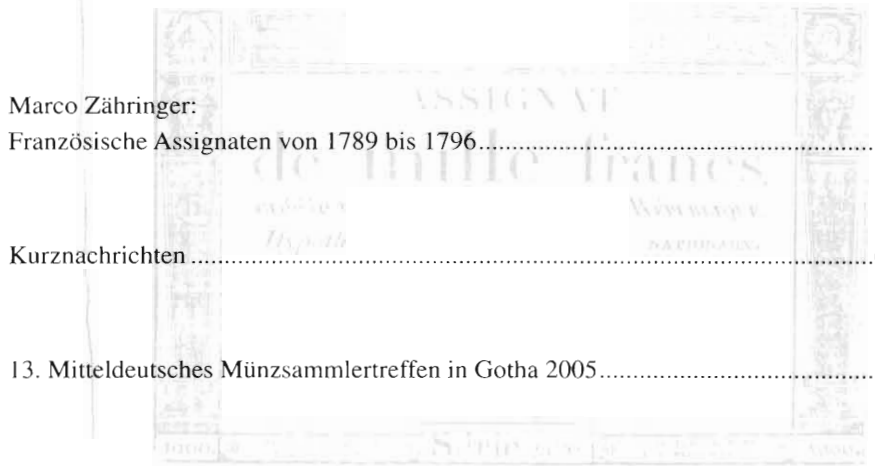 ASSIGNAT
Marco Zähringer:
Französische Assignaten von 1789 bis 1796
de mille francs
Kurznachrichten
13. Mitteldeutsches Münzsammlertreffen in Gotha 2005
Série